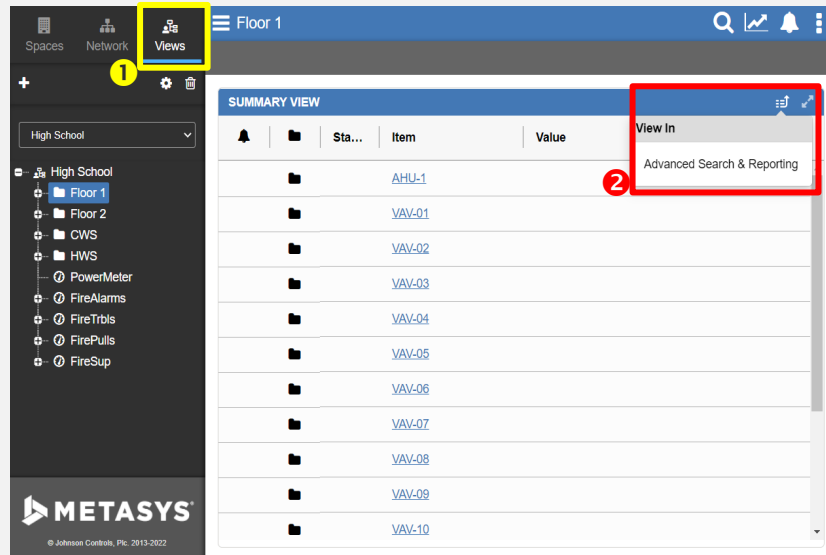 Spaces
Network
Views
Floor 1
1
High School
High School
Floor 1
Floor 2
CWS
HWS
PowerMeter
FireAlarms
FireTrbls
FirePulls
FireSup
METASYS
© Johnson Controls, Plc. 2013-2022
SUMMARY VIEW
Sta... Item Value
View In
Advanced Search & Reporting
2
AHU-1
VAV-01
VAV-02
VAV-03
VAV-04
VAV-05
VAV-06
VAV-07
VAV-08
VAV-09
VAV-10